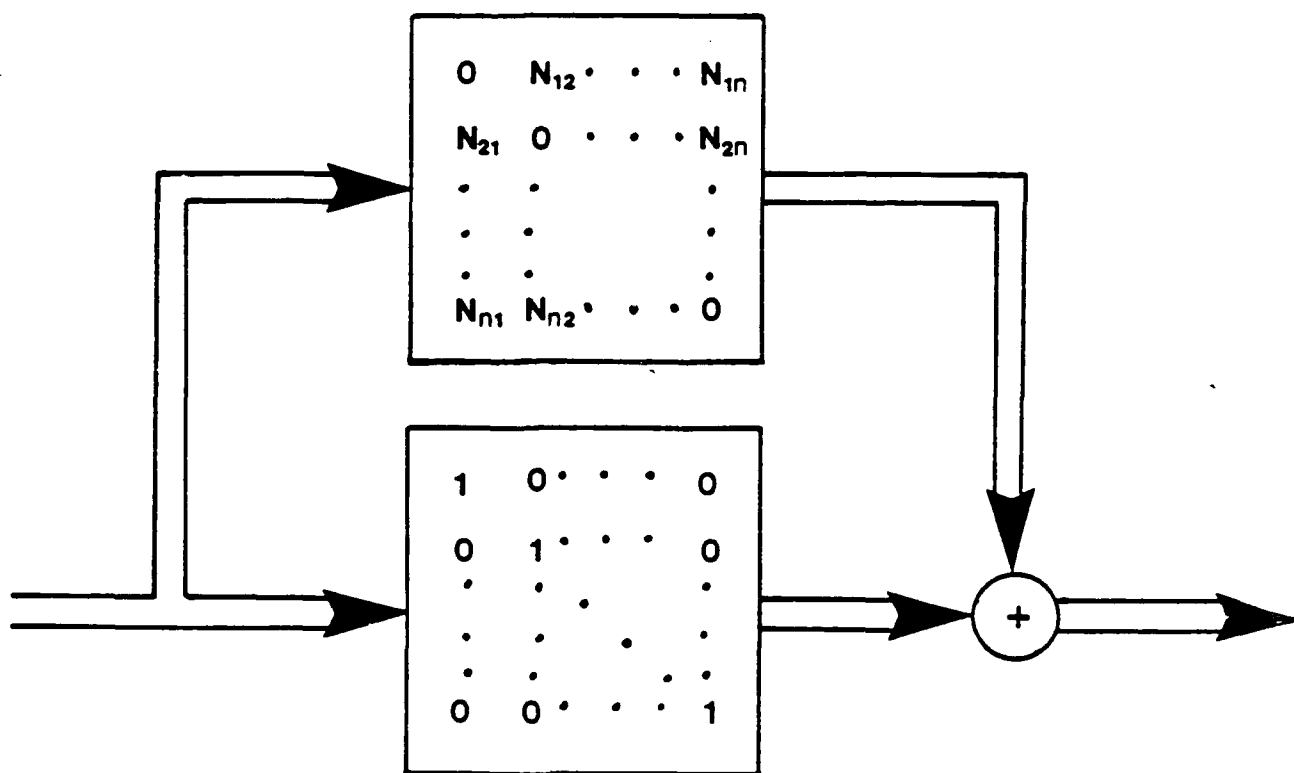 0 N₁₂ · · · N₁ₙ
N₂₁ 0 · · · N₂ₙ
· · ·
· · ·
· · ·
Nₙ₁ Nₙ₂ · · · 0
1 0 · · · 0
0 1 · · · 0
· · · ·
· · · ·
· · · ·
0 0 · · · 1
+